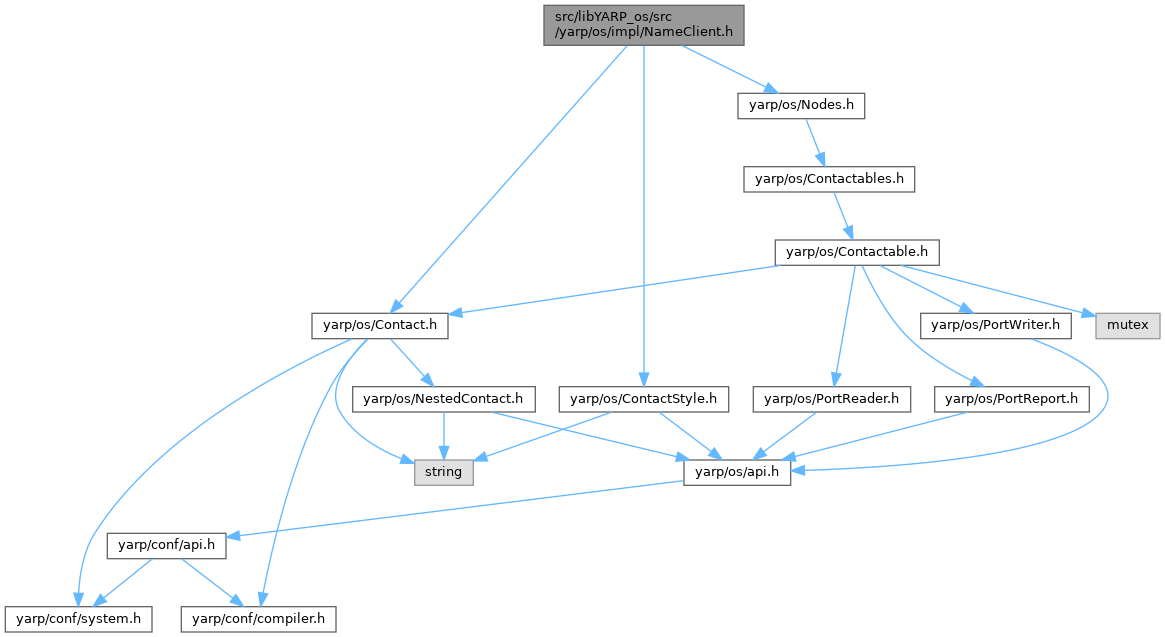 src/libYARP_os/src
/yarp/os/impl/NameClient.h
yarp/os/Nodes.h
yarp/os/Contactables.h
yarp/os/Contactable.h
yarp/os/Contact.h
yarp/os/PortWriter.h
mutex
yarp/os/NestedContact.h
yarp/os/ContactStyle.h
yarp/os/PortReader.h
yarp/os/PortReport.h
string
yarp/os/api.h
yarp/conf/api.h
yarp/conf/system.h
yarp/conf/compiler.h